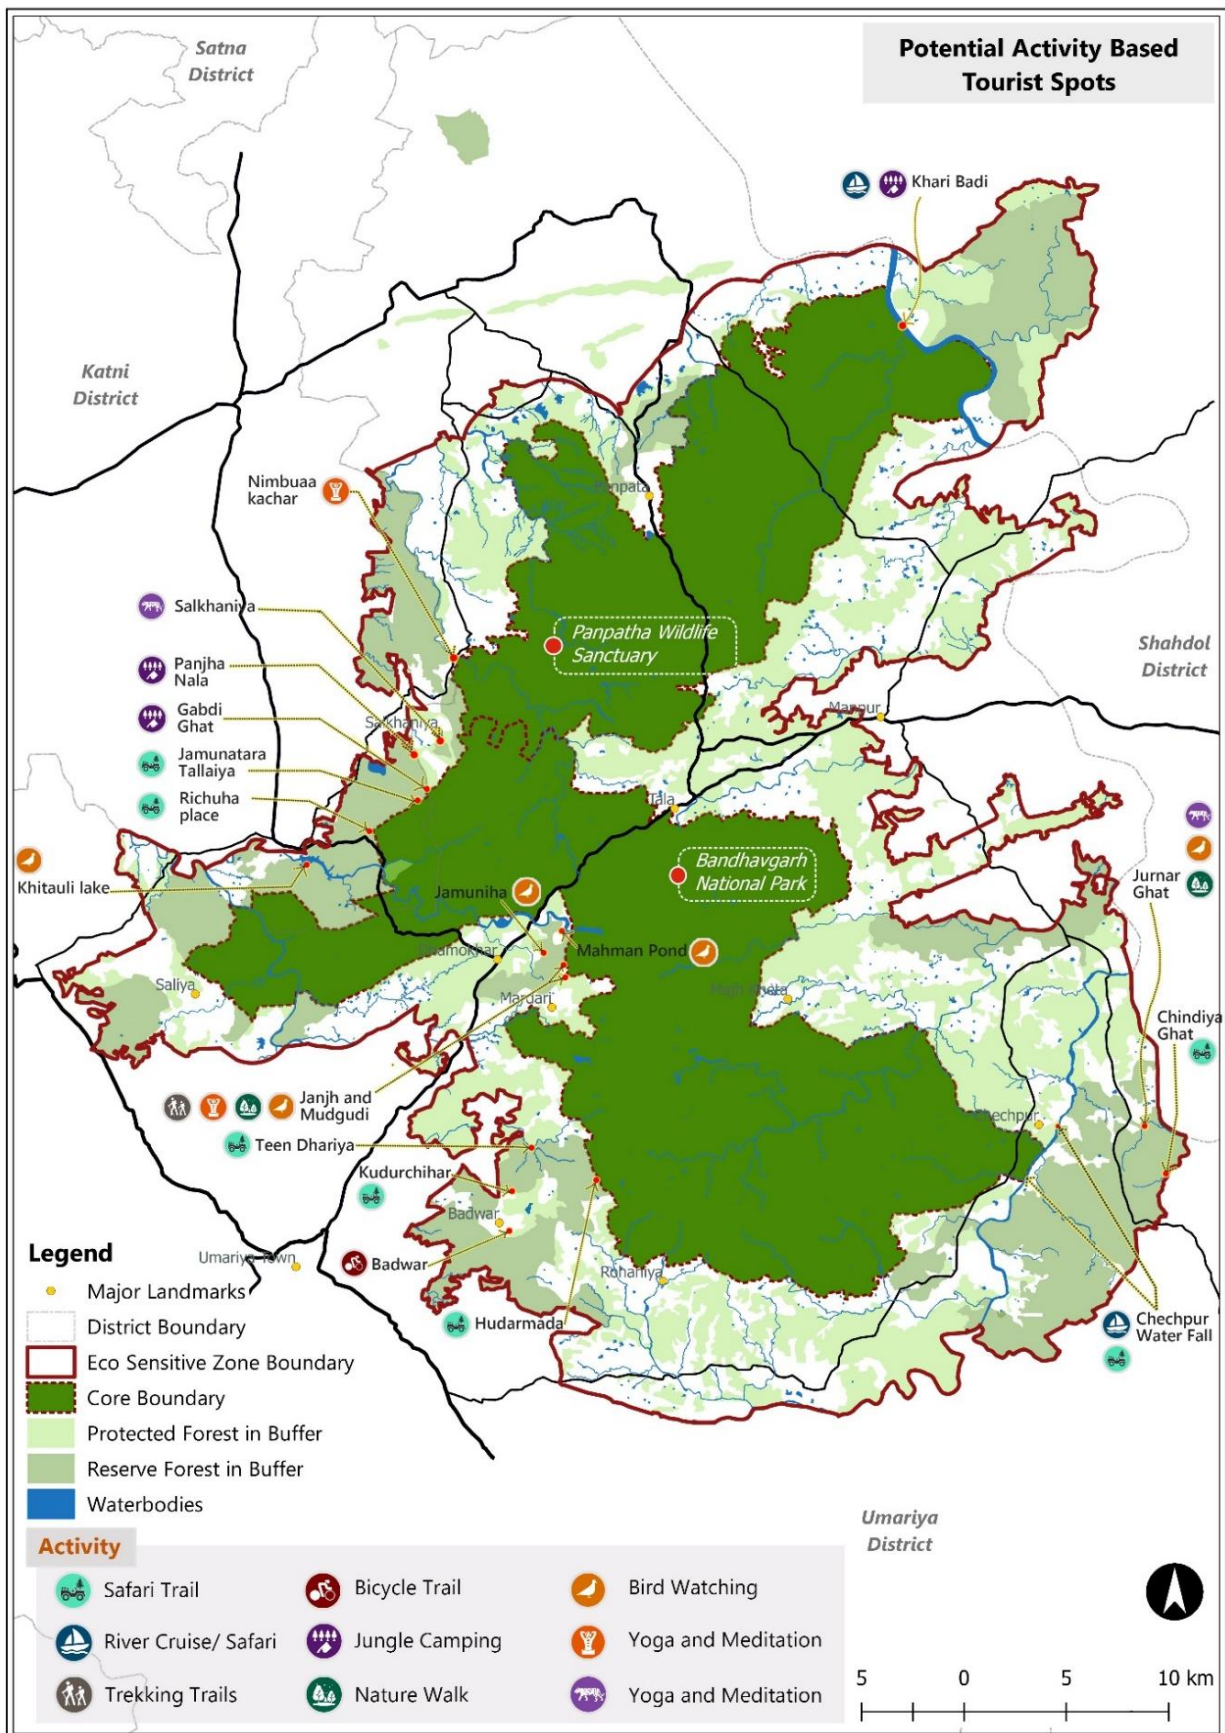 Potential Activity Based
Tourist Spots
Satna
District
Khari Badi
Katni
District
Nimbuaa
kachar
Panpata
Salkhaniya
Panpatha Wildlife
Sanctuary
Shahdol
District
Panjha
Nala
Gabdi
Ghat
Salkhaniya
Manpur
Jamunatara
Tallaiya
Richuha
place
Tala
Khitauli lake
Bandhavgarh
National Park
Jurnar
Ghat
Jamuniha
Mahman Pond
Saliya
Mardari
Chindiya
Ghat
Janjh and
Mudgudi
Chechpur
Teen Dhariya
Kudurchihar
Badwar
Umariya Town
Badwar
Rohaniya
Hudarmada
Chechpur
Water Fall
Legend
Major Landmarks
District Boundary
Eco Sensitive Zone Boundary
Core Boundary
Protected Forest in Buffer
Reserve Forest in Buffer
Waterbodies
Umariya
District
Activity
Safari Trail
Bicycle Trail
Bird Watching
River Cruise/ Safari
Jungle Camping
Yoga and Meditation
Trekking Trails
Nature Walk
Yoga and Meditation
5 0 5 10 km